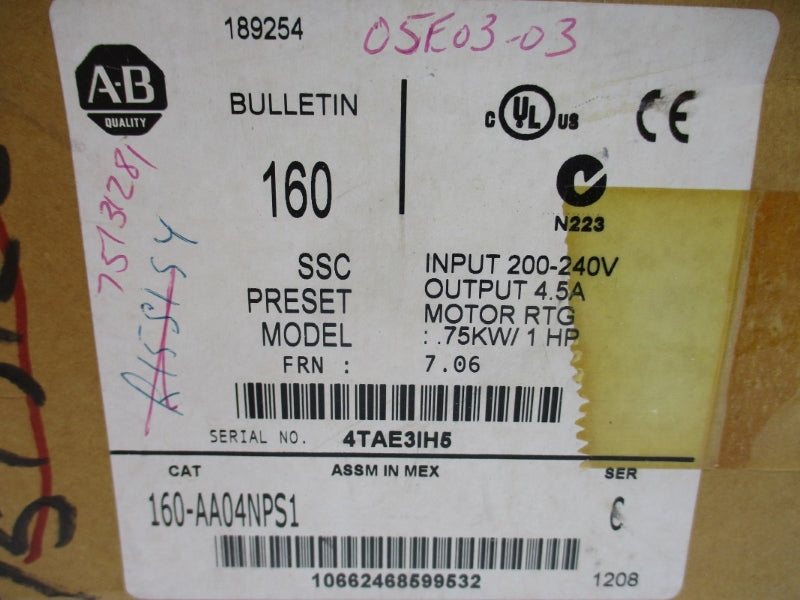 189254
05E03-03
A-B
QUALITY
BULLETIN
160
C UL US
CE
N223
7513128/
SSC
PRESET
MODEL
INPUT 200-240V
OUTPUT 4.5A
MOTOR RTG
: .75KW/ 1 HP
FRN : 7.06
SERIAL NO. 4TAE3IH5
CAT
ASSM IN MEX
SER
160-AA04NPS1
C
10662468599532
1208